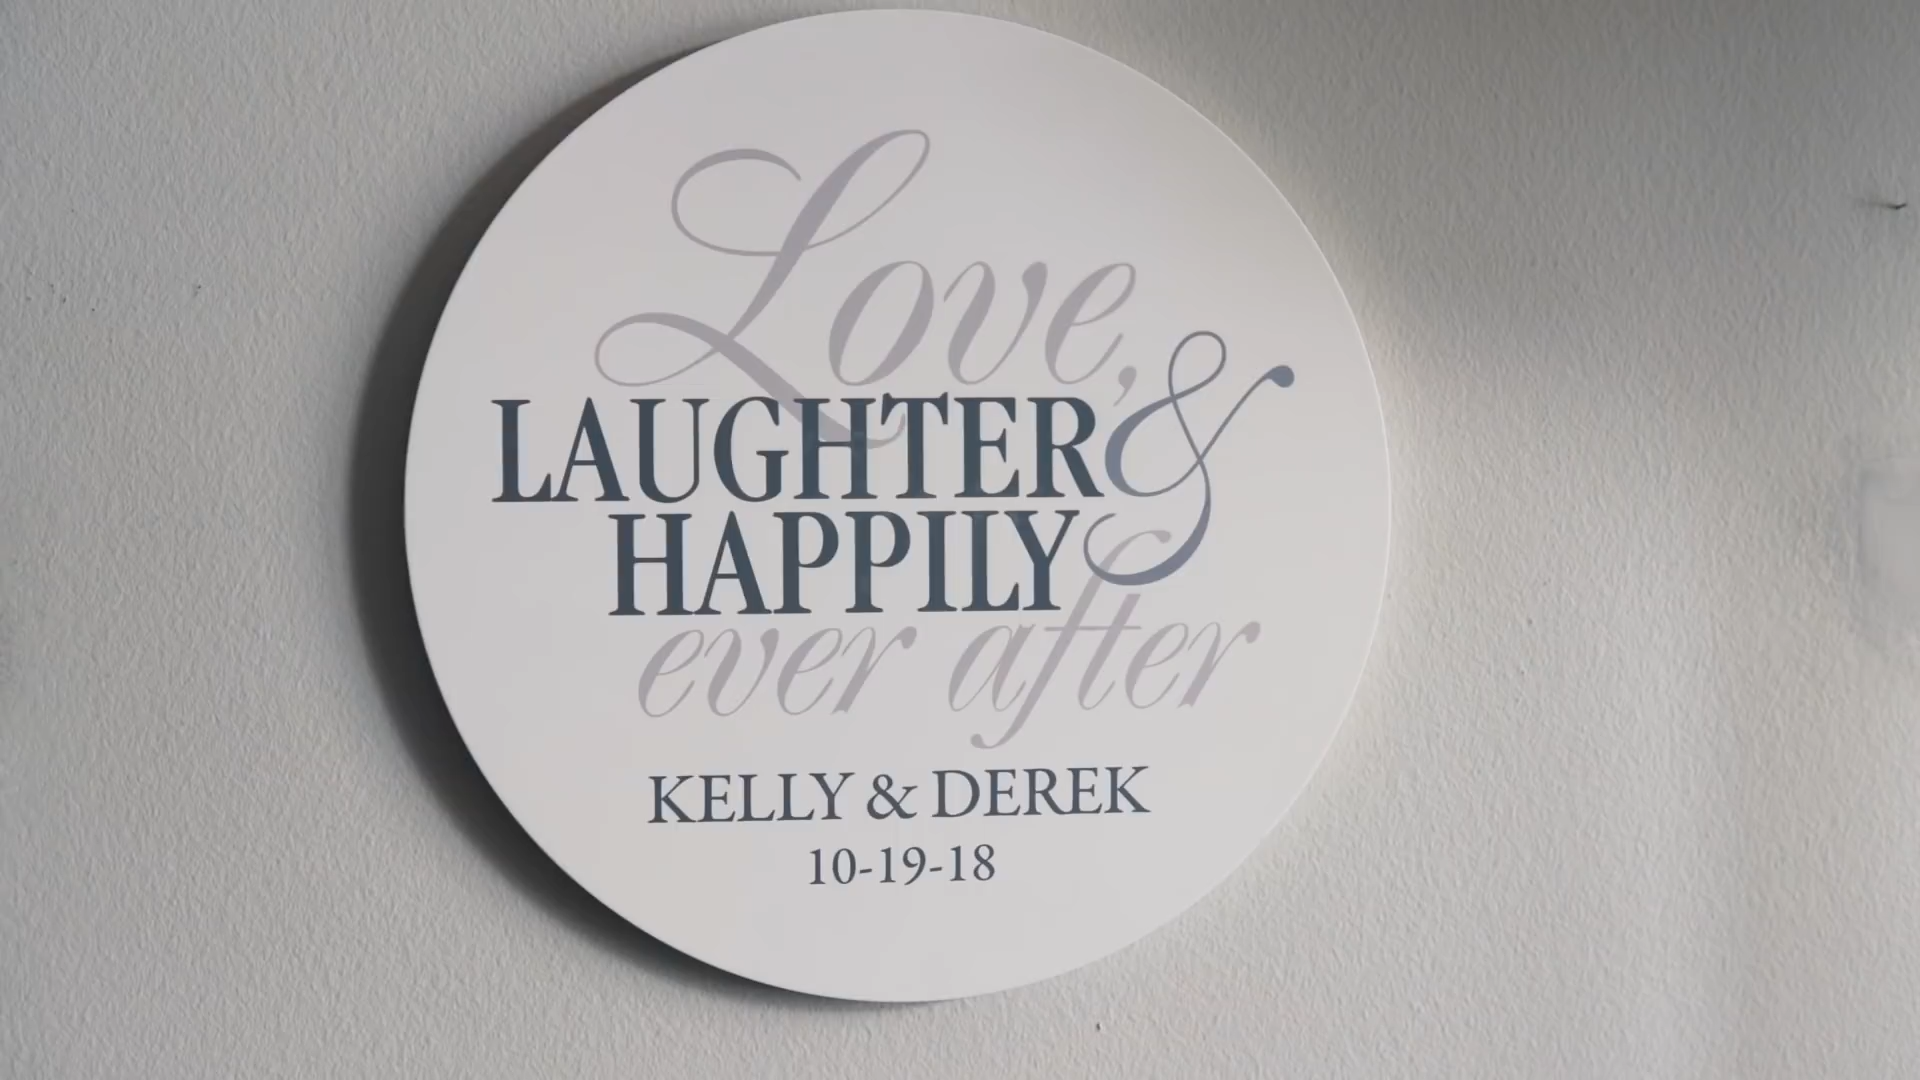 Love,
LAUGHTER &
HAPPILY
ever after
KELLY & DEREK
10-19-18